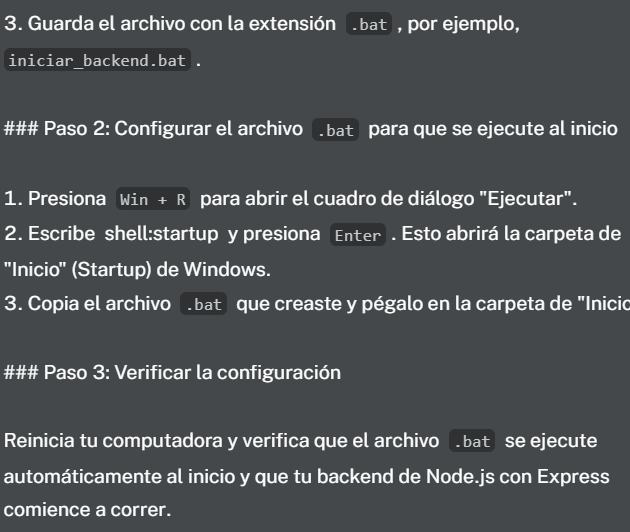 3. Guarda el archivo con la extensión .bat , por ejemplo,
iniciar_backend.bat .
### Paso 2: Configurar el archivo .bat para que se ejecute al inicio
1. Presiona Win + R para abrir el cuadro de diálogo "Ejecutar".
2. Escribe shell:startup y presiona Enter . Esto abrirá la carpeta de
"Inicio" (Startup) de Windows.
3. Copia el archivo .bat que creaste y pégalo en la carpeta de "Inicio
### Paso 3: Verificar la configuración
Reinicia tu computadora y verifica que el archivo .bat se ejecute
automáticamente al inicio y que tu backend de Node.js con Express
comience a correr.